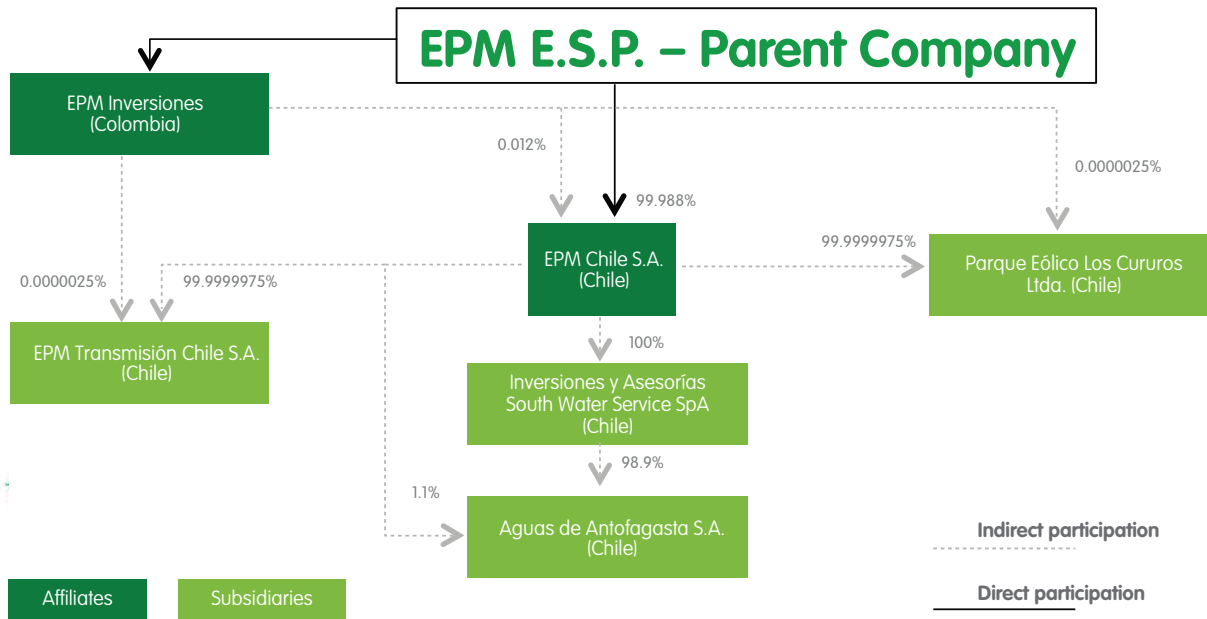 EPM E.S.P. – Parent Company
EPM Inversiones
(Colombia)
0.012%
99.988%
0.0000025%
EPM Chile S.A.
(Chile)
99.9999975%
Parque Eólico Los Cururos
Ltda. (Chile)
0.0000025%
99.9999975%
EPM Transmisión Chile S.A.
(Chile)
100%
Inversiones y Asesorías
South Water Service SpA
(Chile)
98.9%
1.1%
Aguas de Antofagasta S.A.
(Chile)
Indirect participation
Direct participation
Affiliates
Subsidiaries